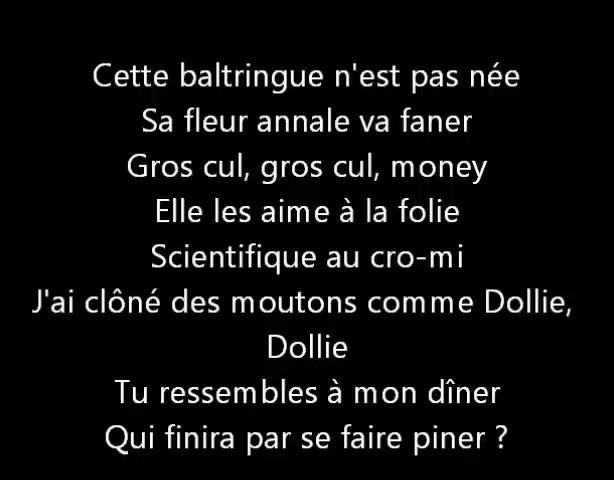 Cette baltringue n'est pas née
Sa fleur annale va faner
Gros cul, gros cul, money
Elle les aime à la folie
Scientifique au cro-mi
J'ai clôné des moutons comme Dollie,
Dollie
Tu ressembles à mon dîner
Qui finira par se faire piner ?